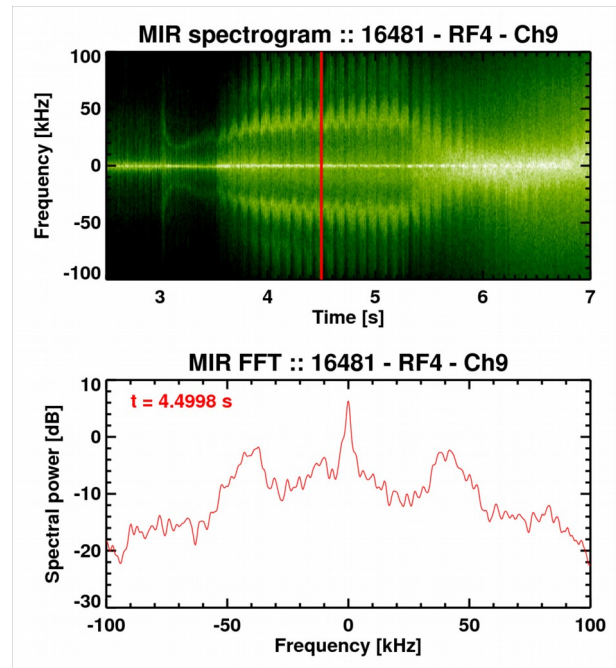 MIR spectrogram :: 16481 - RF4 - Ch9
Frequency [kHz]
100
50
0
-50
-100
3 4 5 6 7
Time [s]
MIR FFT :: 16481 - RF4 - Ch9
t = 4.4998 s
Spectral power [dB]
10
0
-10
-20
-30
-100 -50 0 50 100
Frequency [kHz]